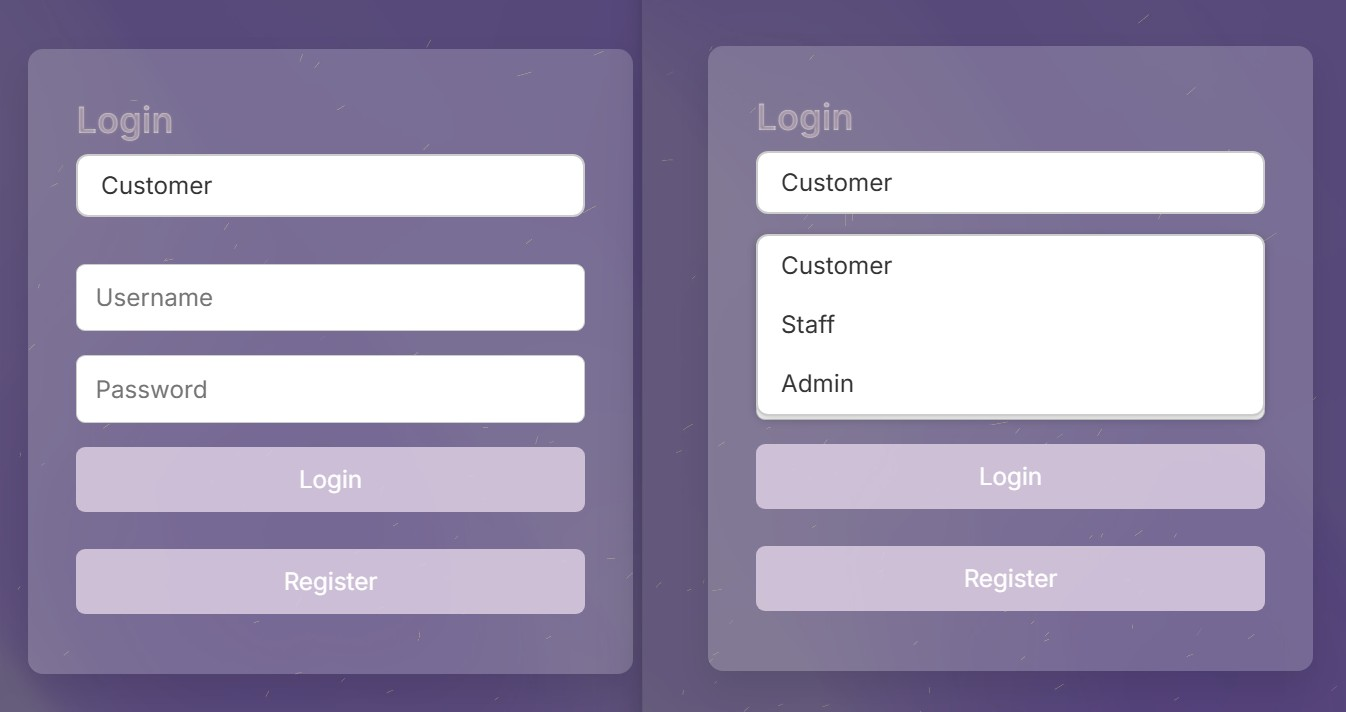 Login
Customer
Username
Password
Login
Register
Login
Customer
Customer
Staff
Admin
Login
Register